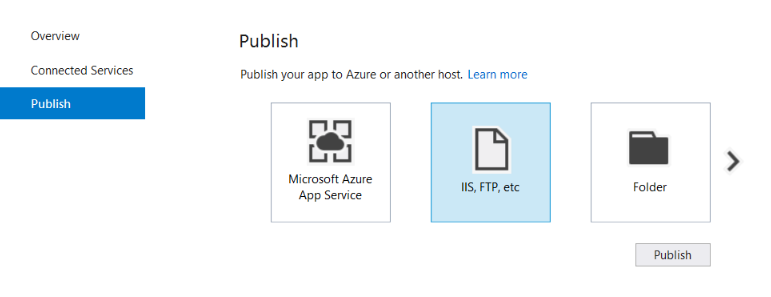 Overview
Connected Services
Publish
Publish
Publish your app to Azure or another host. Learn more
Microsoft Azure
App Service
IIS, FTP, etc
Folder
Publish